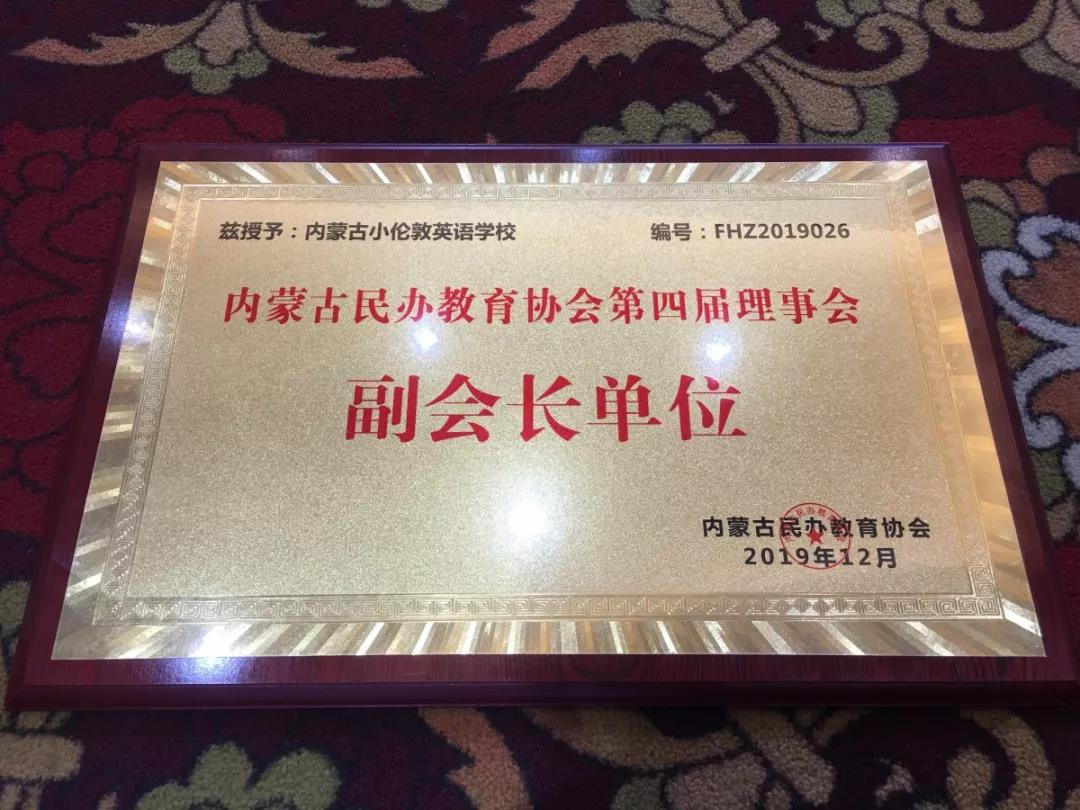 兹授予：内蒙古小伦敦英语学校 编号：FHZ2019026
内蒙古民办教育协会第四届理事会
副会长单位
内蒙古民办教育协会
2019年12月